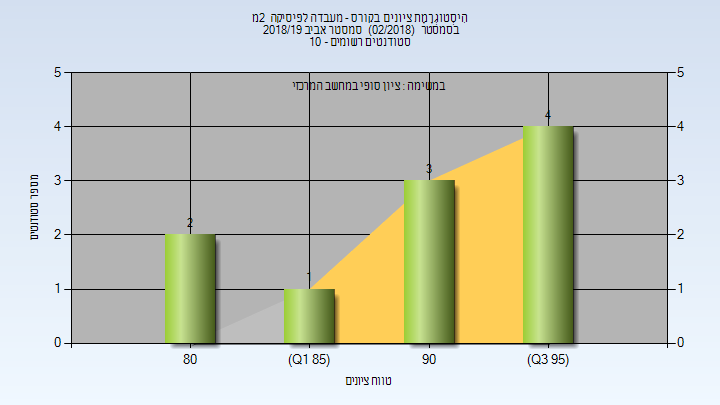 היסטוגרמת ציונים בקורס - מעבדה לפיסיקה 2מ
בסמסטר (02/2018) סמסטר אביב 2018/19
סטודנטים רשומים - 10
במשימה : ציון סופי במחשב המרכזי
5 5
4 4
3 3
2 2
1 1
0 0
מספר סטודנטים
2 1 3 4
80 (Q1 85) 90 (Q3 95)
טווח ציונים